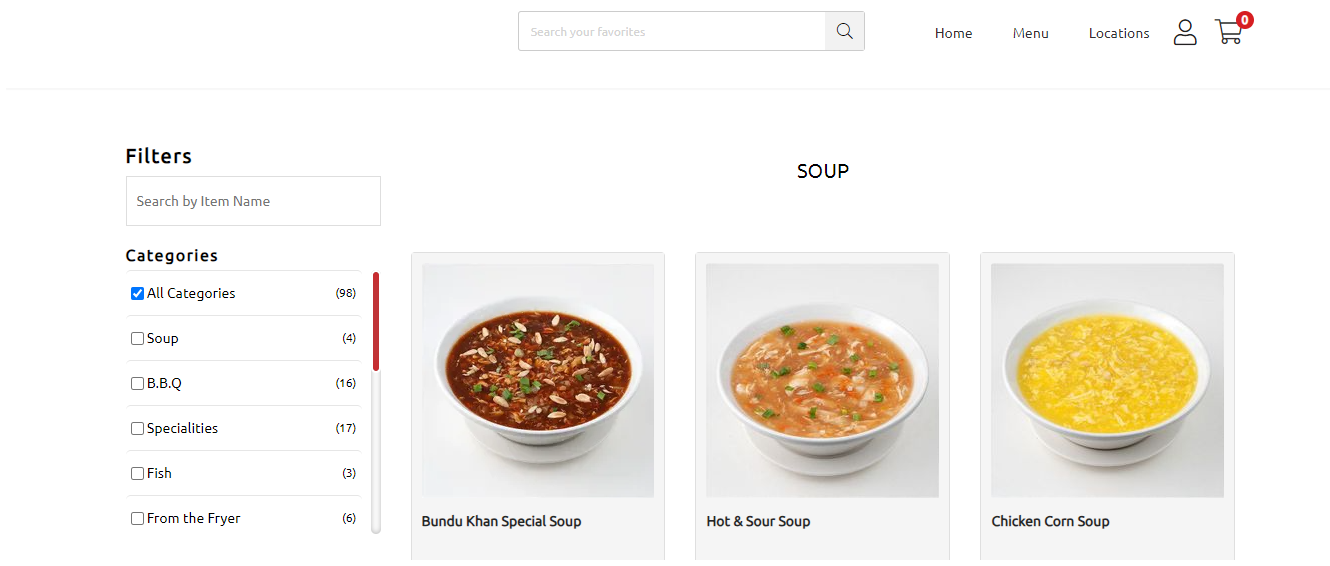 Search your favorites
Home
Menu
Locations
0
Filters
Search by Item Name
Categories
All Categories (98)
Soup (4)
B.B.Q (16)
Specialities (17)
Fish (3)
From the Fryer (6)
SOUP
Bundu Khan Special Soup
Hot & Sour Soup
Chicken Corn Soup